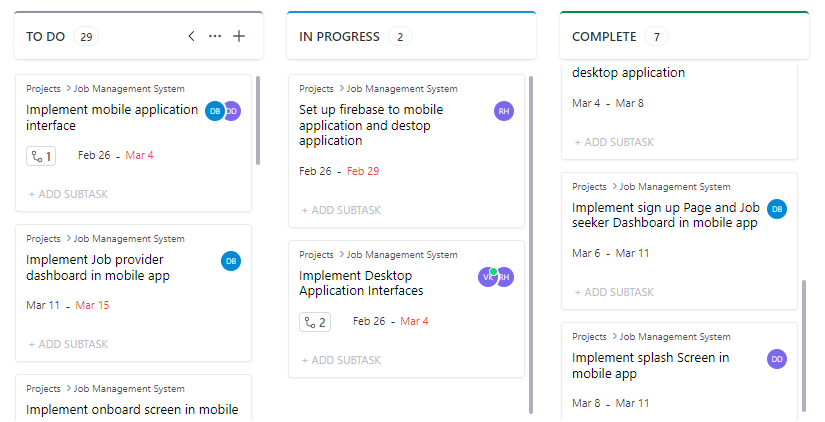 TO DO 29
Projects > Job Management System
Implement mobile application
interface
DB DD
1 Feb 26 - Mar 4
+ ADD SUBTASK
Projects > Job Management System
Implement Job provider
dashboard in mobile app
DB
Mar 11 - Mar 15
+ ADD SUBTASK
Projects > Job Management System
Implement onboard screen in mobile
IN PROGRESS 2
Projects > Job Management System
Set up firebase to mobile
application and destop
application
RH
Feb 26 - Feb 29
+ ADD SUBTASK
Projects > Job Management System
Implement Desktop
Application Interfaces
VK RH
2 Feb 26 - Mar 4
+ ADD SUBTASK
COMPLETE 7
desktop application
Mar 4 - Mar 8
+ ADD SUBTASK
Projects > Job Management System
Implement sign up Page and Job
seeker Dashboard in mobile app
DB
Mar 6 - Mar 11
+ ADD SUBTASK
Projects > Job Management System
Implement splash Screen in
mobile app
DD
Mar 8 - Mar 11